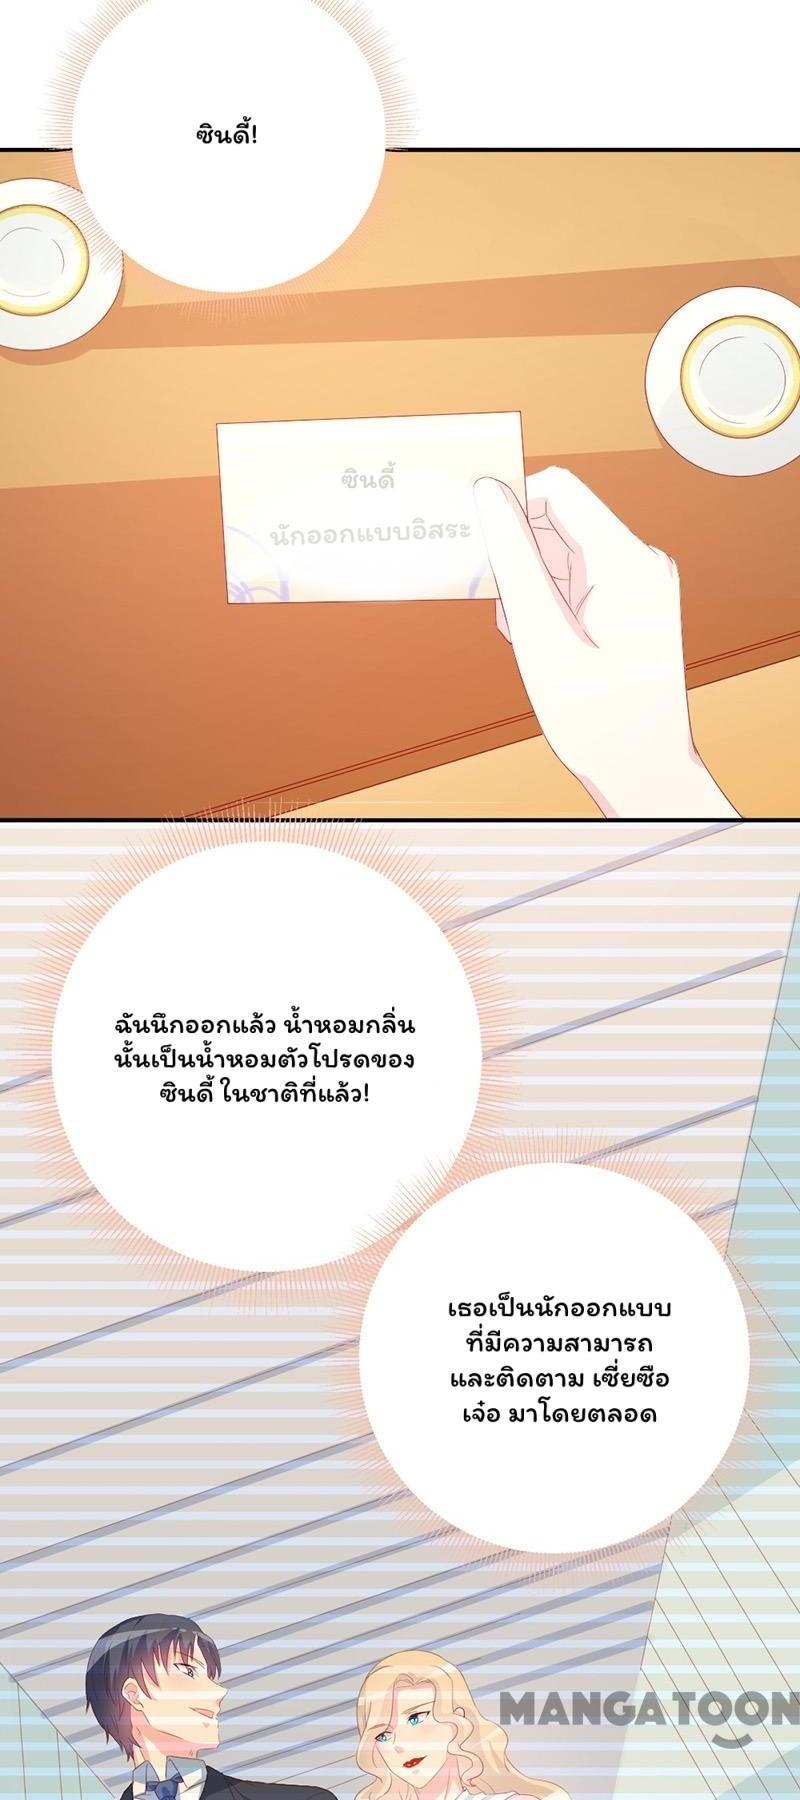 ซินดี้!
ซินดี้
นักออกแบบอิสระ
ฉันนึกออกแล้ว น้ำหอมกลิ่น
นั้นเป็นน้ำหอมตัวโปรดของ
ซินดี้ ในชาติที่แล้ว!
เธอเป็นนักออกแบบ
ที่มีความสามารถ
และติดตาม เซี่ยซือ
เจ๋อ มาโดยตลอด
MANGATOON